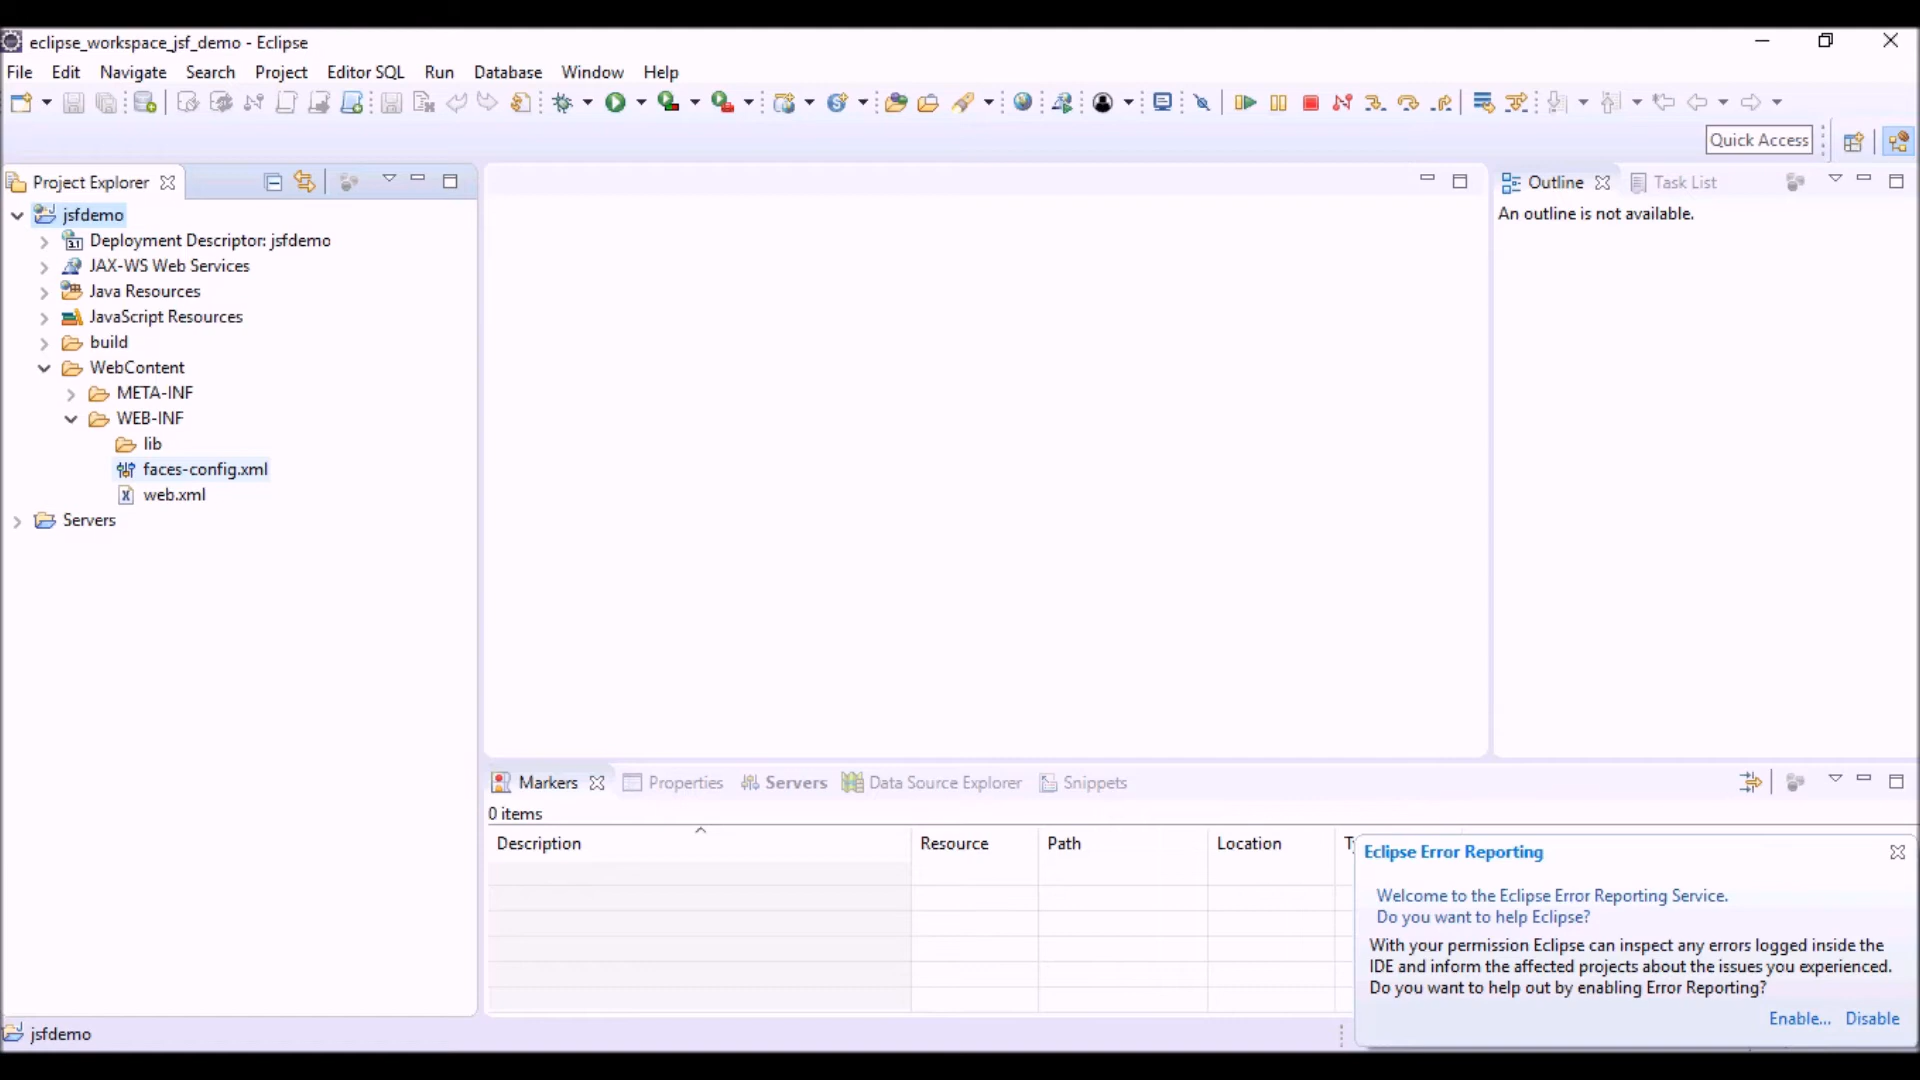 eclipse_workspace_jsf_demo - Eclipse
File Edit Navigate Search Project Editor SQL Run Database Window Help
Quick Access
Project Explorer
jsfdemo
Deployment Descriptor: jsfdemo
JAX-WS Web Services
Java Resources
JavaScript Resources
build
WebContent
META-INF
WEB-INF
lib
faces-config.xml
web.xml
Servers
Outline Task List
An outline is not available.
Markers Properties Servers Data Source Explorer Snippets
0 items
Description Resource Path Location
Eclipse Error Reporting
Welcome to the Eclipse Error Reporting Service.
Do you want to help Eclipse?
With your permission Eclipse can inspect any errors logged inside the
IDE and inform the affected projects about the issues you experienced.
Do you want to help out by enabling Error Reporting?
Enable... Disable
jsfdemo